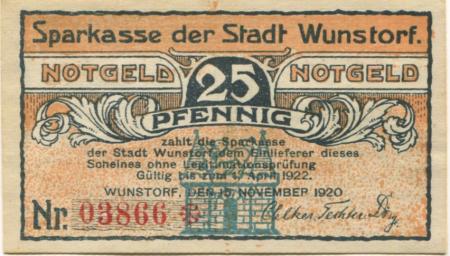 Sparkasse der Stadt Wunstorf.
NOTGELD 25 NOTGELD
PFENNIG
zahlt die Sparkasse
der Stadt Wunstorf dem Einlieferer dieses
Scheines ohne Legitimationsprüfung
Gültig bis zum 1. April 1922.
WUNSTORF, DEN 15. NOVEMBER 1920
Nr. 03866